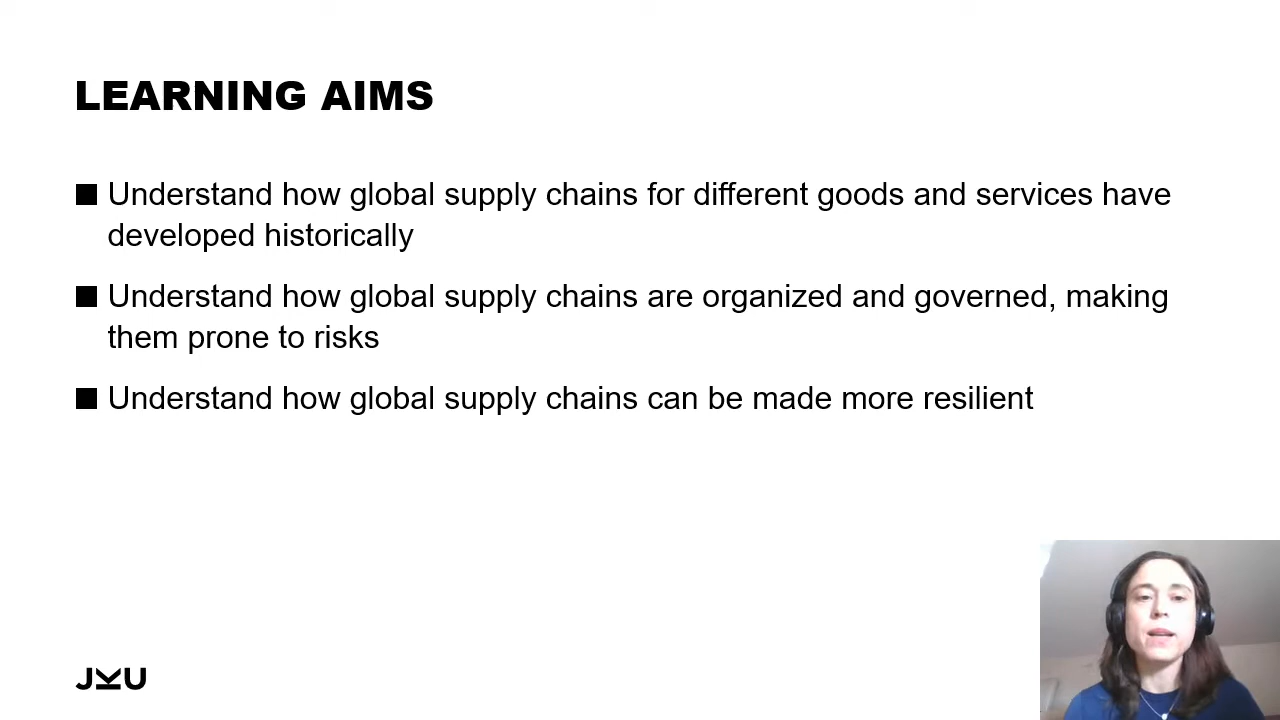 LEARNING AIMS
Understand how global supply chains for different goods and services have
developed historically
Understand how global supply chains are organized and governed, making
them prone to risks
Understand how global supply chains can be made more resilient
JKU